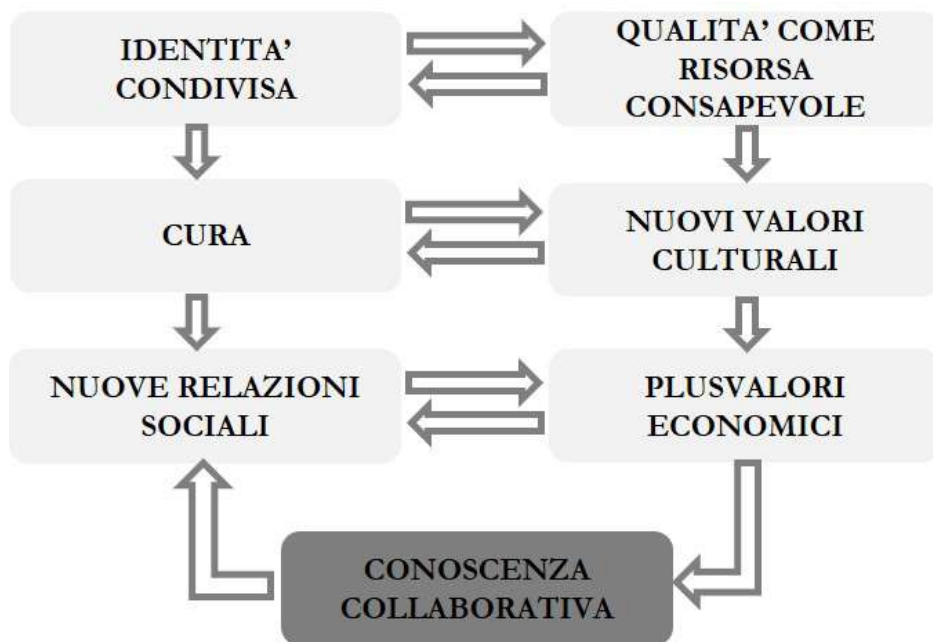 IDENTITA’
CONDIVISA
QUALITA’ COME
RISORSA
CONSAPEVOLE
CURA
NUOVI VALORI
CULTURALI
NUOVE RELAZIONI
SOCIALI
PLUSVALORI
ECONOMICI
CONOSCENZA
COLLABORATIVA